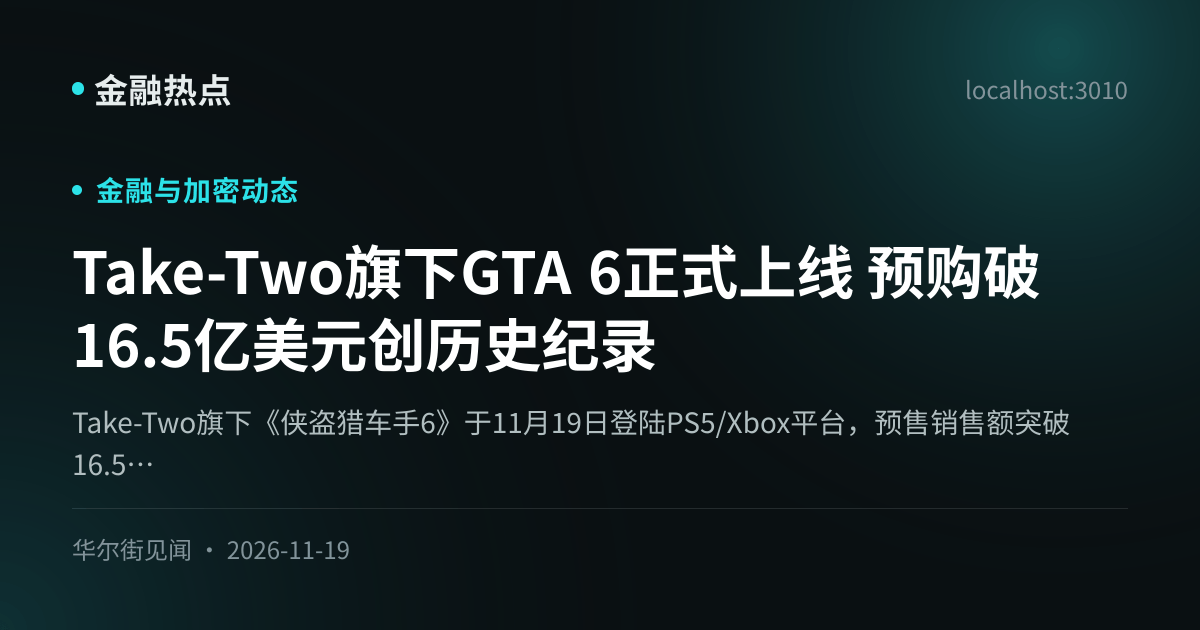 金融热点
localhost:3010
金融与加密动态
Take-Two旗下GTA 6正式上线 预购破
16.5亿美元创历史纪录
Take-Two旗下《侠盗猎车手6》于11月19日登陆PS5/Xbox平台，预售销售额突破
16.5…
华尔街见闻 · 2026-11-19